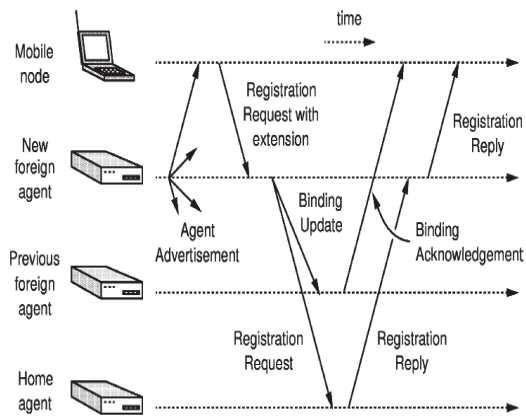 time
Mobile
node
Registration
Request with
extension
Registration
Reply
New
foreign
agent
Agent
Advertisement
Binding
Update
Binding
Acknowledgement
Previous
foreign
agent
Registration
Request
Registration
Reply
Home
agent